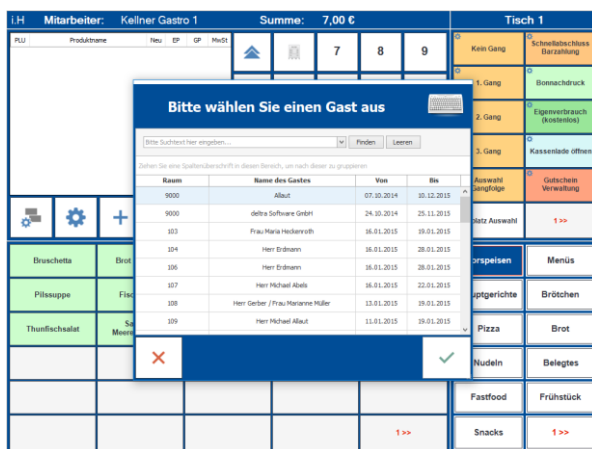 i.H Mitarbeiter: Kellner Gastro 1 Summe: 7,00 € Tisch 1
PLU Produktname Neu EP GP MwSt
7 8 9
Kein Gang
Schnellabschluss
Barzahlung
1. Gang
Bonnachdruck
2. Gang
Eigenverbrauch
(kostenlos)
3. Gang
Kassenlade öffnen
Auswahl
Gangfolge
Gutschein
Verwaltung
platz Auswahl
1 >>
Bitte wählen Sie einen Gast aus
Bitte Suchtext hier eingeben... Finden Leeren
Ziehen Sie eine Spaltenüberschrift in diesen Bereich, um nach dieser zu gruppieren
Raum Name des Gastes Von Bis
9000 Allaut 07.10.2014 10.12.2015
9000 deltra Software GmbH 24.10.2014 25.11.2015
103 Frau Maria Heckenroth 16.01.2015 19.01.2015
104 Herr Erdmann 16.01.2015 28.01.2015
106 Herr Erdmann 16.01.2015 28.01.2015
107 Herr Michael Abels 16.01.2015 22.01.2015
108 Herr Gerber / Frau Marianne Müller 13.01.2015 19.01.2015
109 Herr Michael Allaut 11.01.2015 19.01.2015
Bruschetta Brot
Pilssuppe Fisc
Thunfischsalat Sa
Meere
1 >>
orspeisen Menüs
uptgerichte Brötchen
Pizza Brot
Nudeln Belegtes
Fastfood Frühstück
Snacks 1 >>